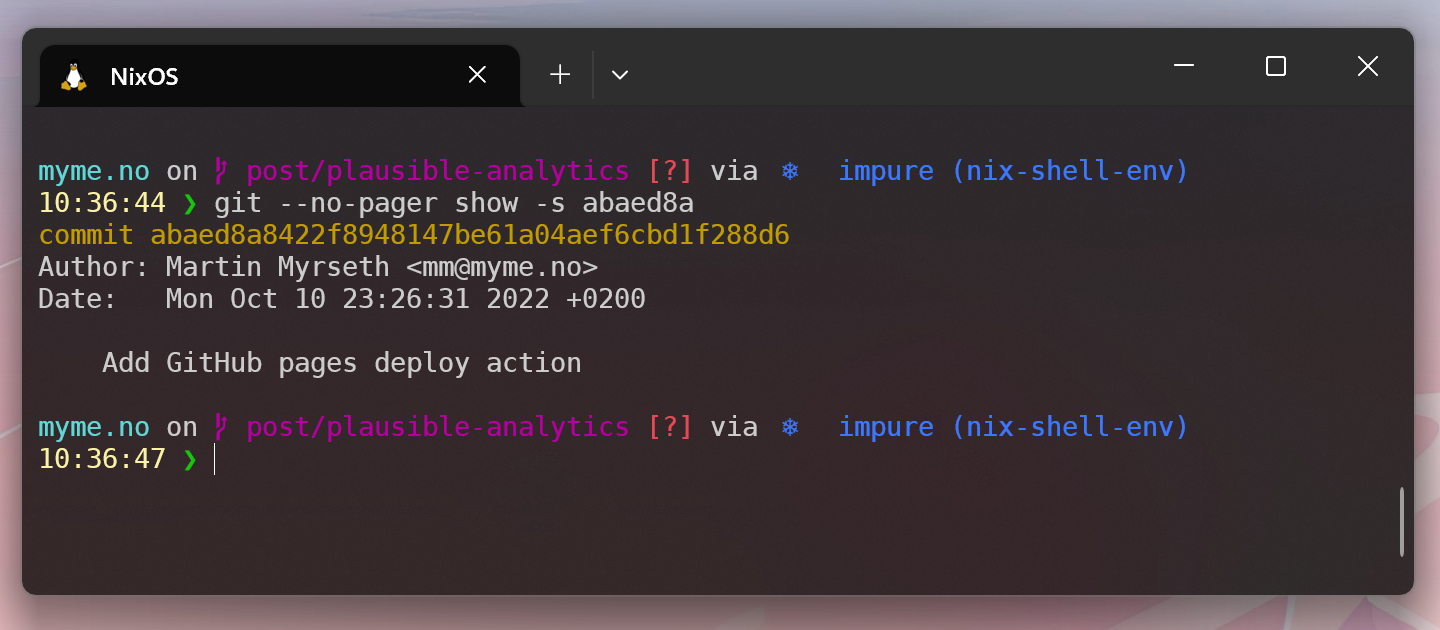 NixOS
myme.no on post/plausible-analytics [?] via ❄ impure (nix-shell-env)
10:36:44 ❯ git --no-pager show -s abaed8a
commit abaed8a8422f8948147be61a04aef6cbd1f288d6
Author: Martin Myrseth <mm@myme.no>
Date:   Mon Oct 10 23:26:31 2022 +0200
Add GitHub pages deploy action
myme.no on post/plausible-analytics [?] via ❄ impure (nix-shell-env)
10:36:47 ❯